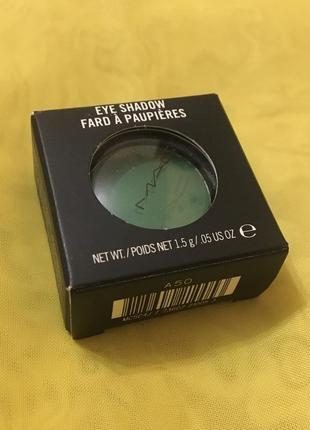 EYE SHADOW
FARD À PAUPIÈRES
MAC
NET WT./POIDS NET 1.5 g/.05 US OZ e
A50